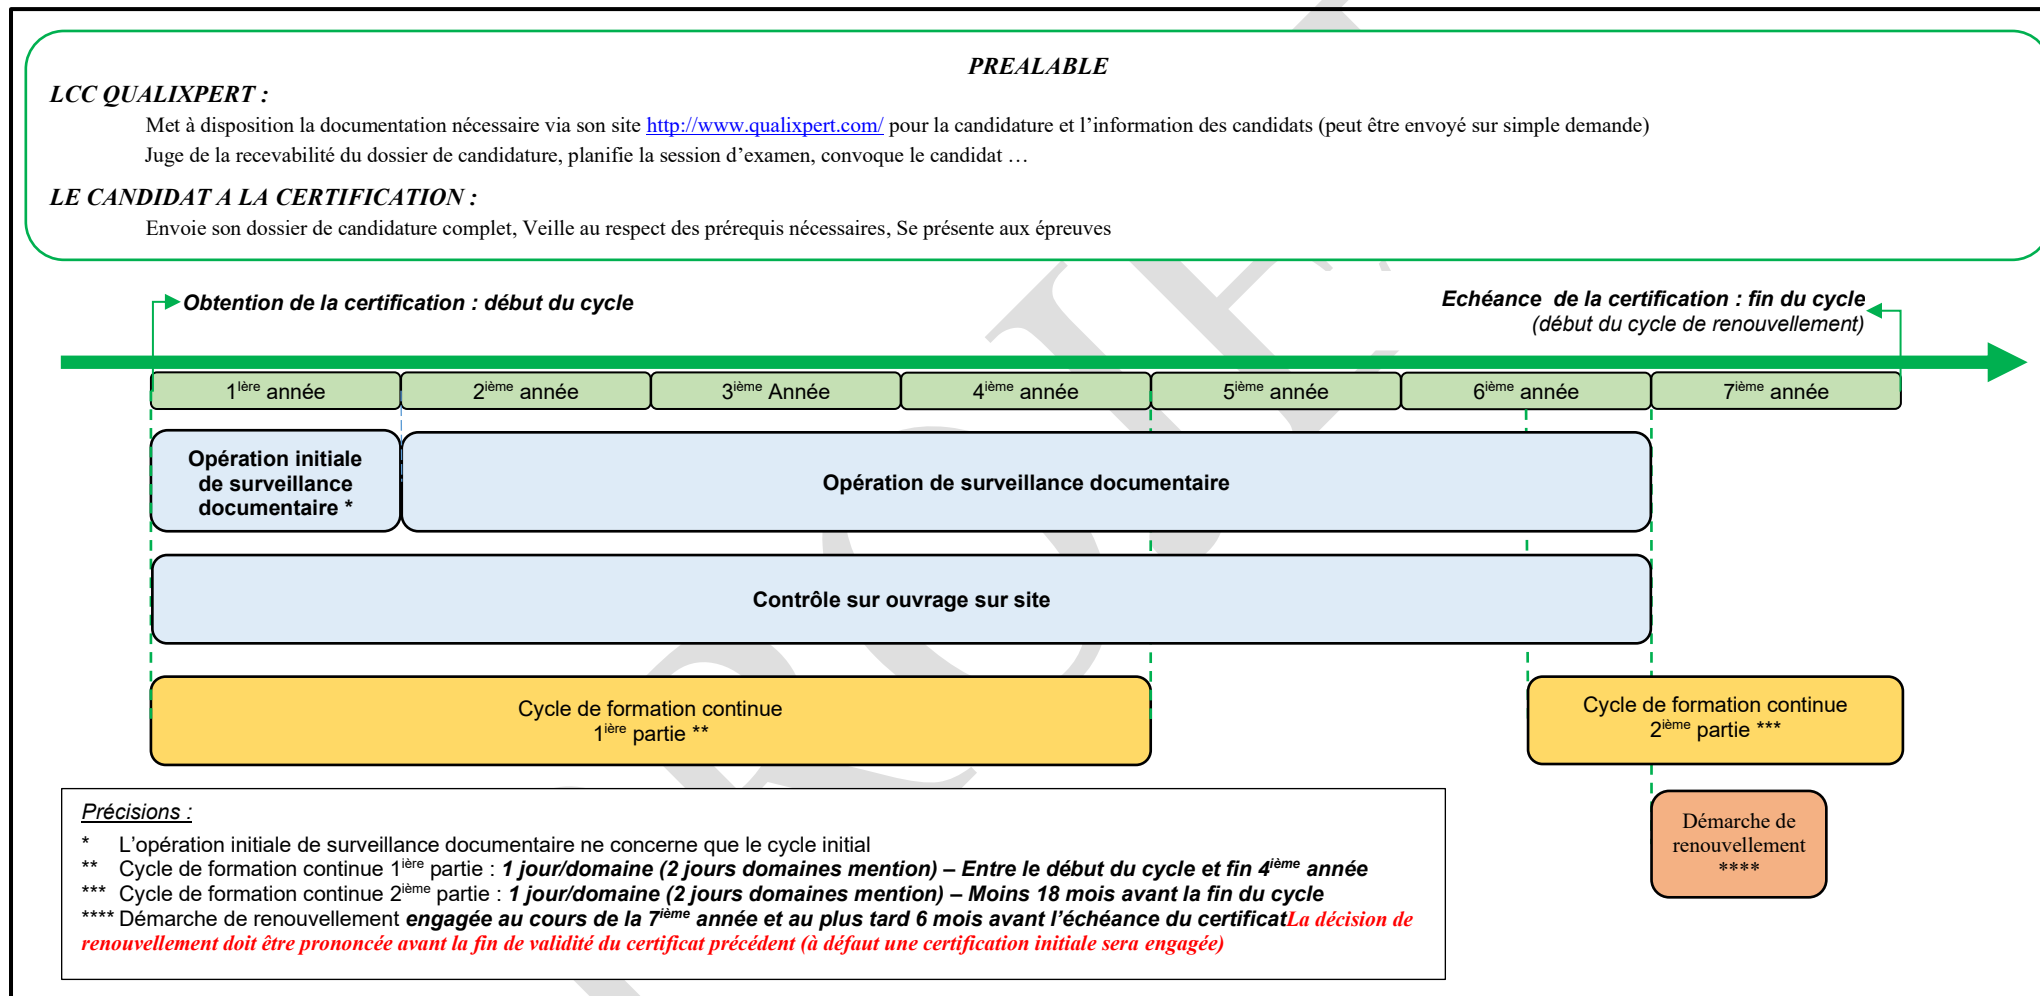 PREALABLE
LCC QUALIXPERT :
Met à disposition la documentation nécessaire via son site http://www.qualixpert.com/ pour la candidature et l’information des candidats (peut être envoyé sur simple demande)
Juge de la recevabilité du dossier de candidature, planifie la session d’examen, convoque le candidat …
LE CANDIDAT A LA CERTIFICATION :
Envoie son dossier de candidature complet, Veille au respect des prérequis nécessaires, Se présente aux épreuves
Obtention de la certification : début du cycle
Echéance de la certification : fin du cycle
(début du cycle de renouvellement)
1lère année
2ième année
3ième Année
4ième année
5ième année
6ième année
7ième année
Opération initiale
de surveillance
documentaire *
Opération de surveillance documentaire
Contrôle sur ouvrage sur site
Cycle de formation continue
1ière partie **
Cycle de formation continue
2ième partie ***
Démarche de
renouvellement
****
Précisions :
* L’opération initiale de surveillance documentaire ne concerne que le cycle initial
** Cycle de formation continue 1ière partie : 1 jour/domaine (2 jours domaines mention) – Entre le début du cycle et fin 4ième année
*** Cycle de formation continue 2ième partie : 1 jour/domaine (2 jours domaines mention) – Moins 18 mois avant la fin du cycle
**** Démarche de renouvellement engagée au cours de la 7ième année et au plus tard 6 mois avant l’échéance du certificatLa décision de
renouvellement doit être prononcée avant la fin de validité du certificat précédent (à défaut une certification initiale sera engagée)